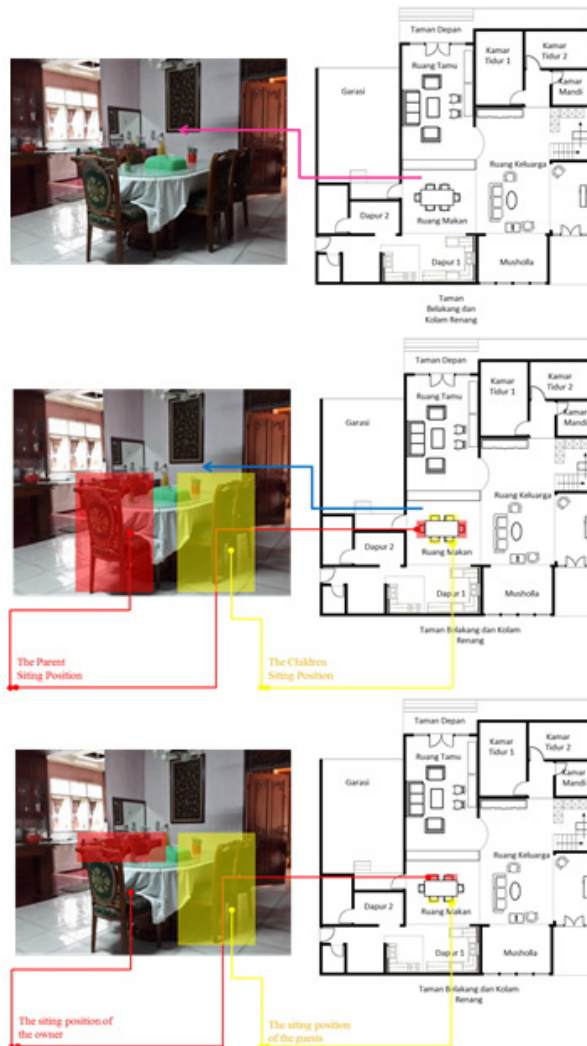 Taman Depan
Ruang Tamu
Kamar
Tidur 1
Kamar
Tidur 2
Kamar
Mandi
Garasi
Ruang Keluarga
Dapur 2
Ruang Makan
Dapur 1
Musholla
Taman
Belakang dan
Kolam Renang
Taman Depan
Ruang Tamu
Kamar
Tidur 1
Kamar
Tidur 2
Kamar
Mandi
Garasi
Ruang Keluarga
Dapur 2
Ruang Makan
Dapur 1
Musholla
Taman Belakang dan Kolam
Renang
The Parent
Siting Position
The Children
Siting Position
Taman Depan
Ruang Tamu
Kamar
Tidur 1
Kamar
Tidur 2
Kamar
Mandi
Garasi
Ruang Keluarga
Dapur 2
Ruang Makan
Dapur 1
Musholla
Taman Belakang dan Kolam
Renang
The siting position of
the owner
The siting position
of the guests